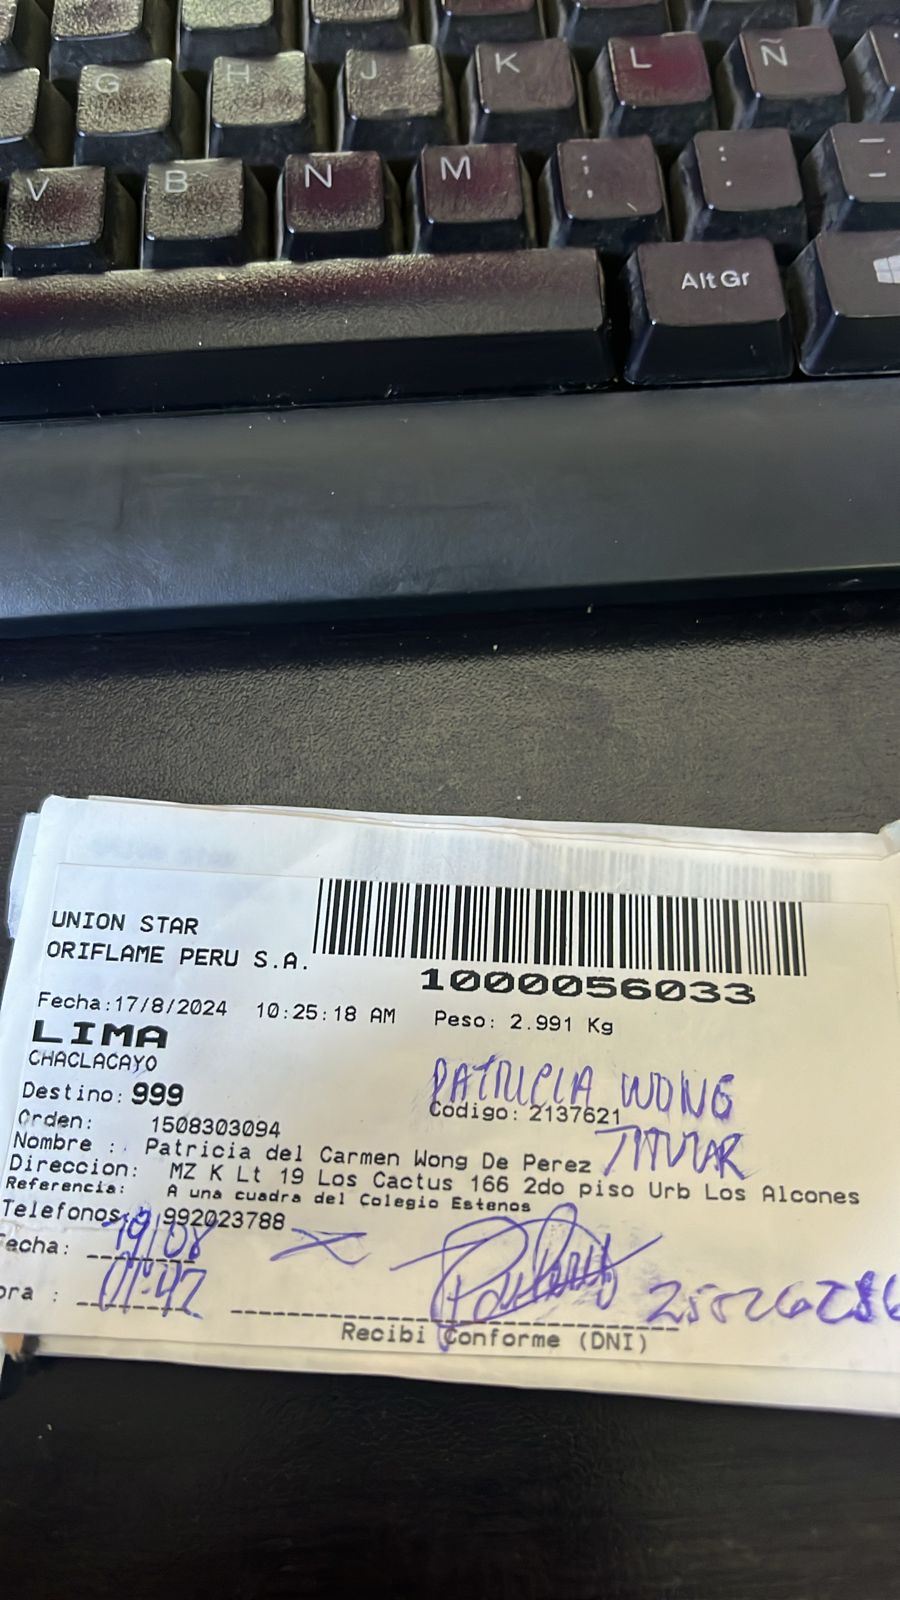 G H J K L Ñ
V B N M ; :
Alt Gr
UNION STAR
ORIFLAME PERU S.A.
1000056033
Fecha:17/8/2024 10:25:18 AM Peso: 2.991 Kg
LIMA
CHACLACAYO
PATRICIA WONG
Destino: 999
Codigo: 2137621
Orden: 1508303094
TITULAR
Nombre : Patricia del Carmen Wong De Perez
Direccion: MZ K Lt 19 Los Cactus 166 2do piso Urb Los Alcones
Referencia: A una cuadra del Colegio Estenos
Telefonos: 992023788
Fecha: 19/08
ora :
Recibi Conforme (DNI)